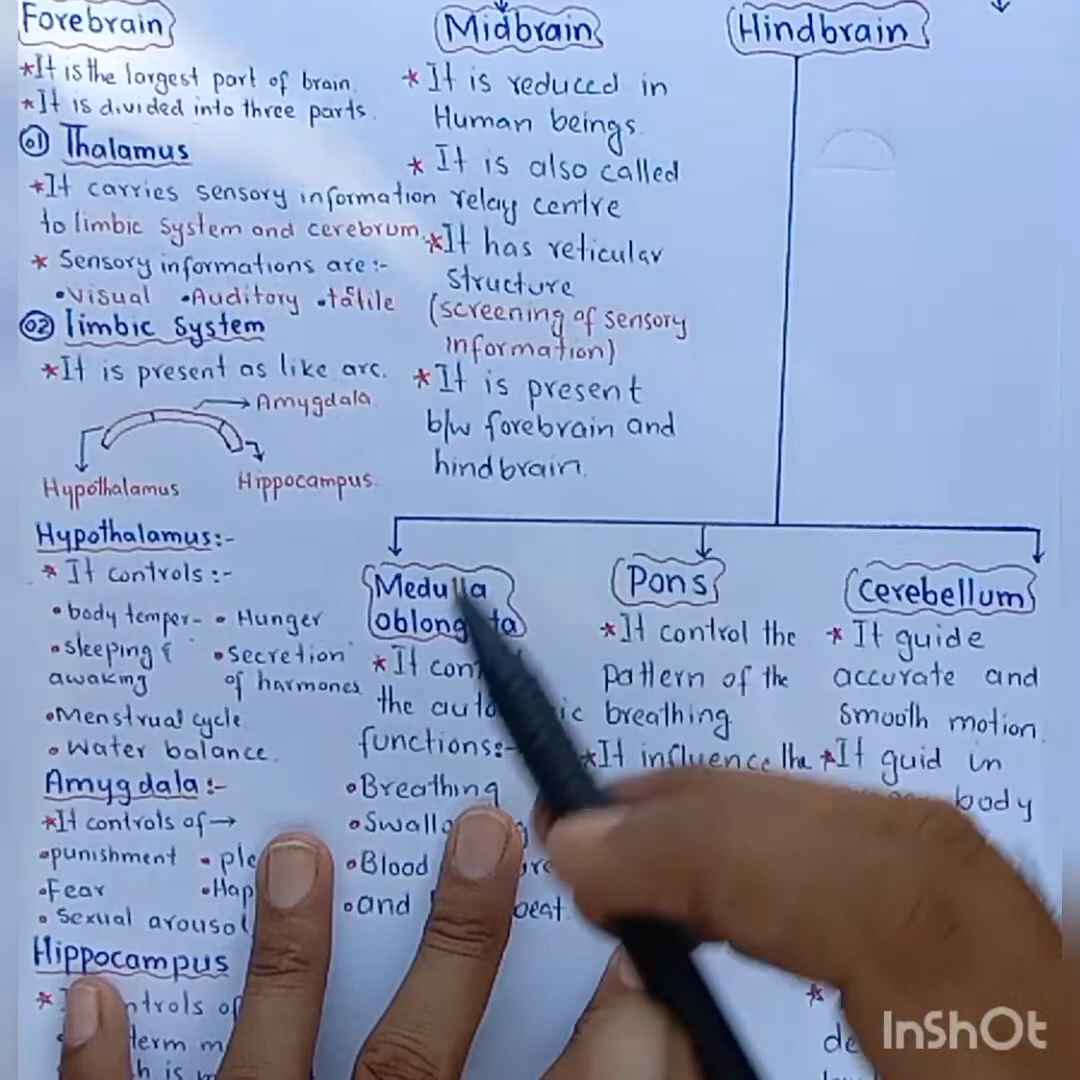 Forebrain
*It is the largest part of brain.
*It is divided into three parts.
01 Thalamus
*It carries sensory information
to limbic system and cerebrum.
* Sensory informations are:-
•Visual •Auditory •tactile
02 limbic system
*It is present as like arc.
Amygdala
Hypothalamus
Hippocampus.
Hypothalamus:-
* It controls:-
•body temper- • Hunger
•sleeping & •secretion
awaking of harmones
•Menstrual cycle
• Water balance.
Amygdala:-
*It controls of→
•punishment
•Fear
• Sexual arousal
Hippocampus
Midbrain
* It is reduced in
Human beings.
* It is also called
relay centre
*It has reticular
structure
(screening of sensory
information)
*It is present
b/w forebrain and
hindbrain.
Hindbrain
Medulla
*It
the
functions:-
•Breathing
•Blood
•and
Pons
*It control the
pattern of the
breathing
*It influence the
Cerebellum
* It guide
accurate and
smooth motion.
*It guid in
body
InShOt